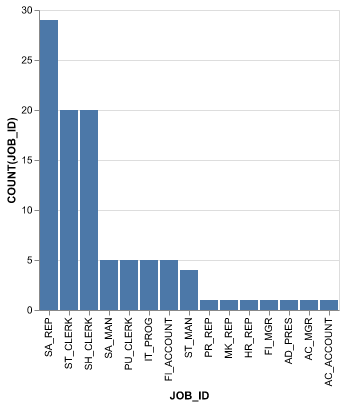 COUNT(JOB_ID)
30
25
20
15
10
5
0
SA_REP
ST_CLERK
SH_CLERK
SA_MAN
PU_CLERK
IT_PROG
FI_ACCOUNT
ST_MAN
PR_REP
MK_REP
HR_REP
FI_MGR
AD_PRES
AC_MGR
AC_ACCOUNT
JOB_ID